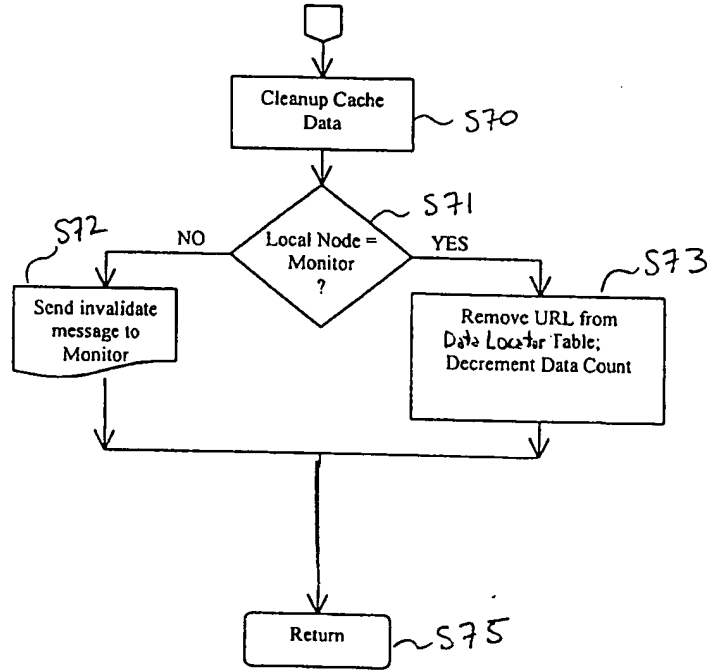 Cleanup Cache
Data
S70
S71
Local Node =
Monitor
?
NO
YES
S72
S73
Send invalidate
message to
Monitor
Remove URL from
Data Locator Table;
Decrement Data Count
Return
S75